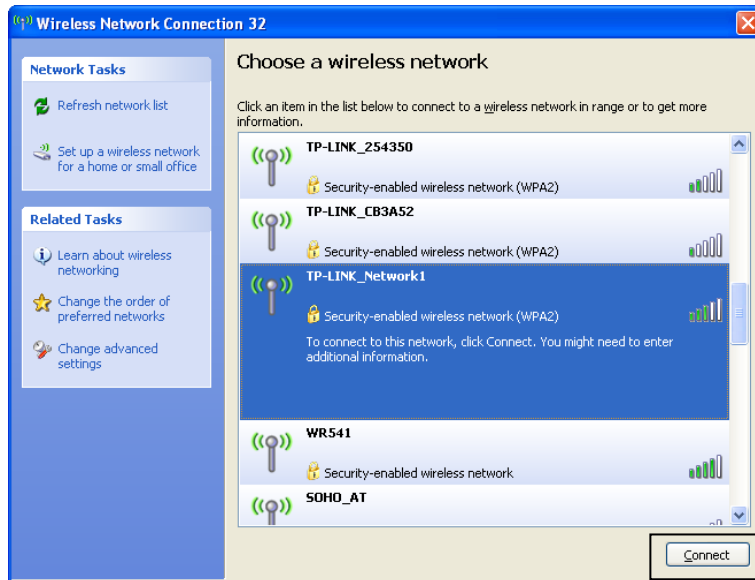 Wireless Network Connection 32
Network Tasks
Refresh network list
Set up a wireless network
for a home or small office
Related Tasks
Learn about wireless
networking
Change the order of
preferred networks
Change advanced
settings
Choose a wireless network
Click an item in the list below to connect to a wireless network in range or to get more
information.
TP-LINK_254350
Security-enabled wireless network (WPA2)
TP-LINK_CB3A52
Security-enabled wireless network (WPA2)
TP-LINK_Network1
Security-enabled wireless network (WPA2)
To connect to this network, click Connect. You might need to enter
additional information.
WR541
Security-enabled wireless network
SOHO_AT
Connect